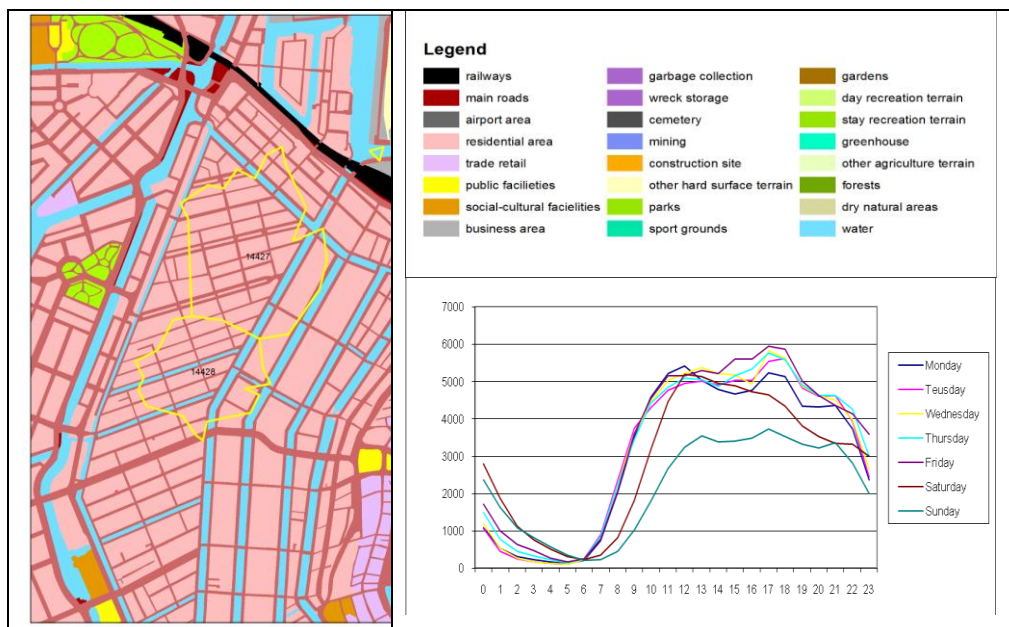 14427
14428
Legend
railways
main roads
airport area
residential area
trade retail
public facilieties
social-cultural facielities
business area
garbage collection
wreck storage
cemetery
mining
construction site
other hard surface terrain
parks
sport grounds
gardens
day recreation terrain
stay recreation terrain
greenhouse
other agriculture terrain
forests
dry natural areas
water
7000
6000
5000
4000
3000
2000
1000
0
0 1 2 3 4 5 6 7 8 9 10 11 12 13 14 15 16 17 18 19 20 21 22 23
Monday
Teusday
Wednesday
Thursday
Friday
Saturday
Sunday